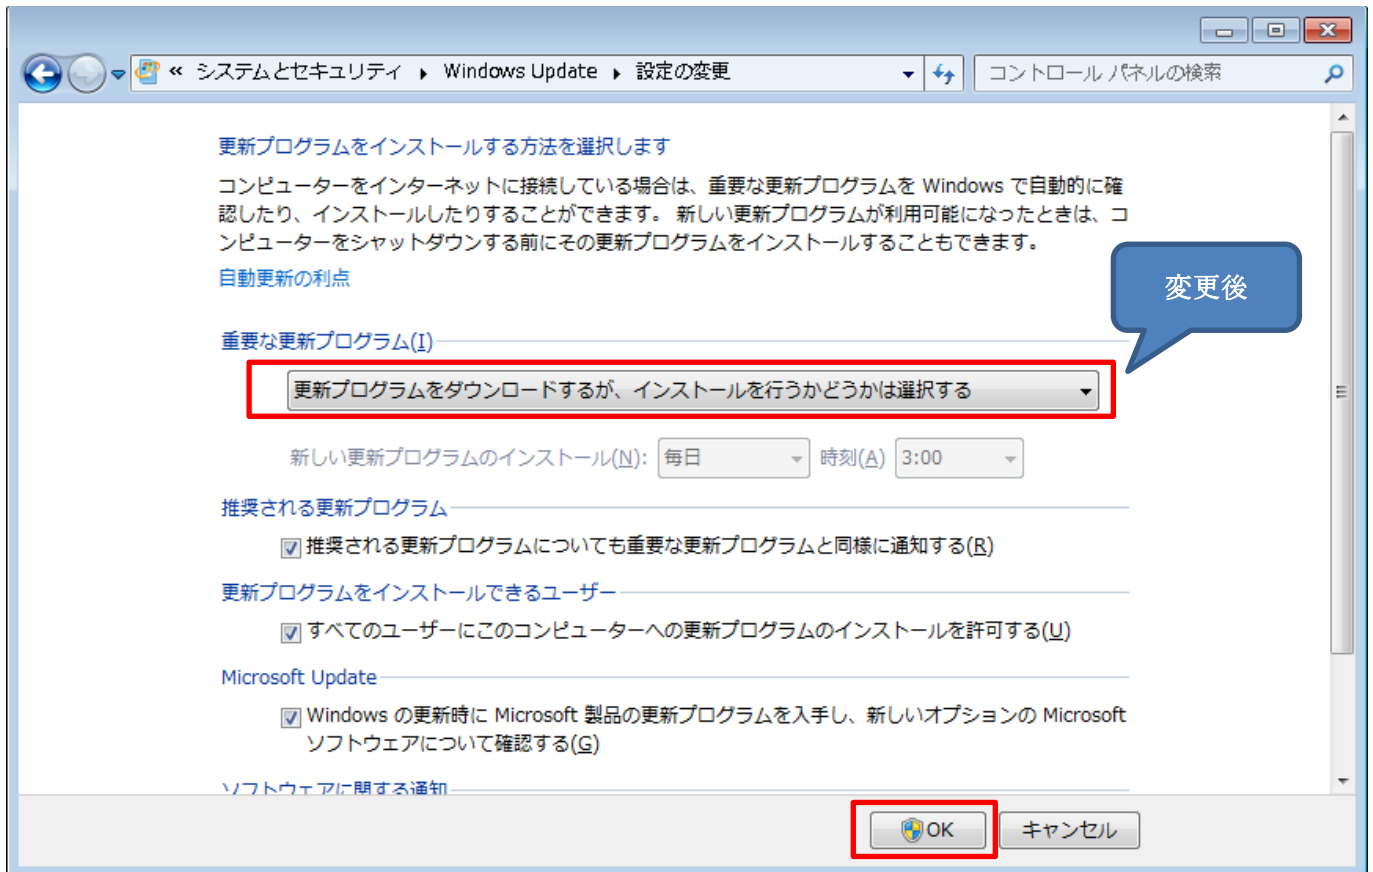 « システムとセキュリティ ▸ Windows Update ▸ 設定の変更
コントロール パネルの検索
更新プログラムをインストールする方法を選択します
コンピューターをインターネットに接続している場合は、重要な更新プログラムを Windows で自動的に確
認したり、インストールしたりすることができます。 新しい更新プログラムが利用可能になったときは、コ
ンピューターをシャットダウンする前にその更新プログラムをインストールすることもできます。
自動更新の利点
変更後
重要な更新プログラム(I)
更新プログラムをダウンロードするが、インストールを行うかどうかは選択する
新しい更新プログラムのインストール(N): 毎日 時刻(A) 3:00
推奨される更新プログラム
推奨される更新プログラムについても重要な更新プログラムと同様に通知する(R)
更新プログラムをインストールできるユーザー
すべてのユーザーにこのコンピューターへの更新プログラムのインストールを許可する(U)
Microsoft Update
Windows の更新時に Microsoft 製品の更新プログラムを入手し、新しいオプションの Microsoft
ソフトウェアについて確認する(G)
ソフトウェアに関する通知
OK キャンセル